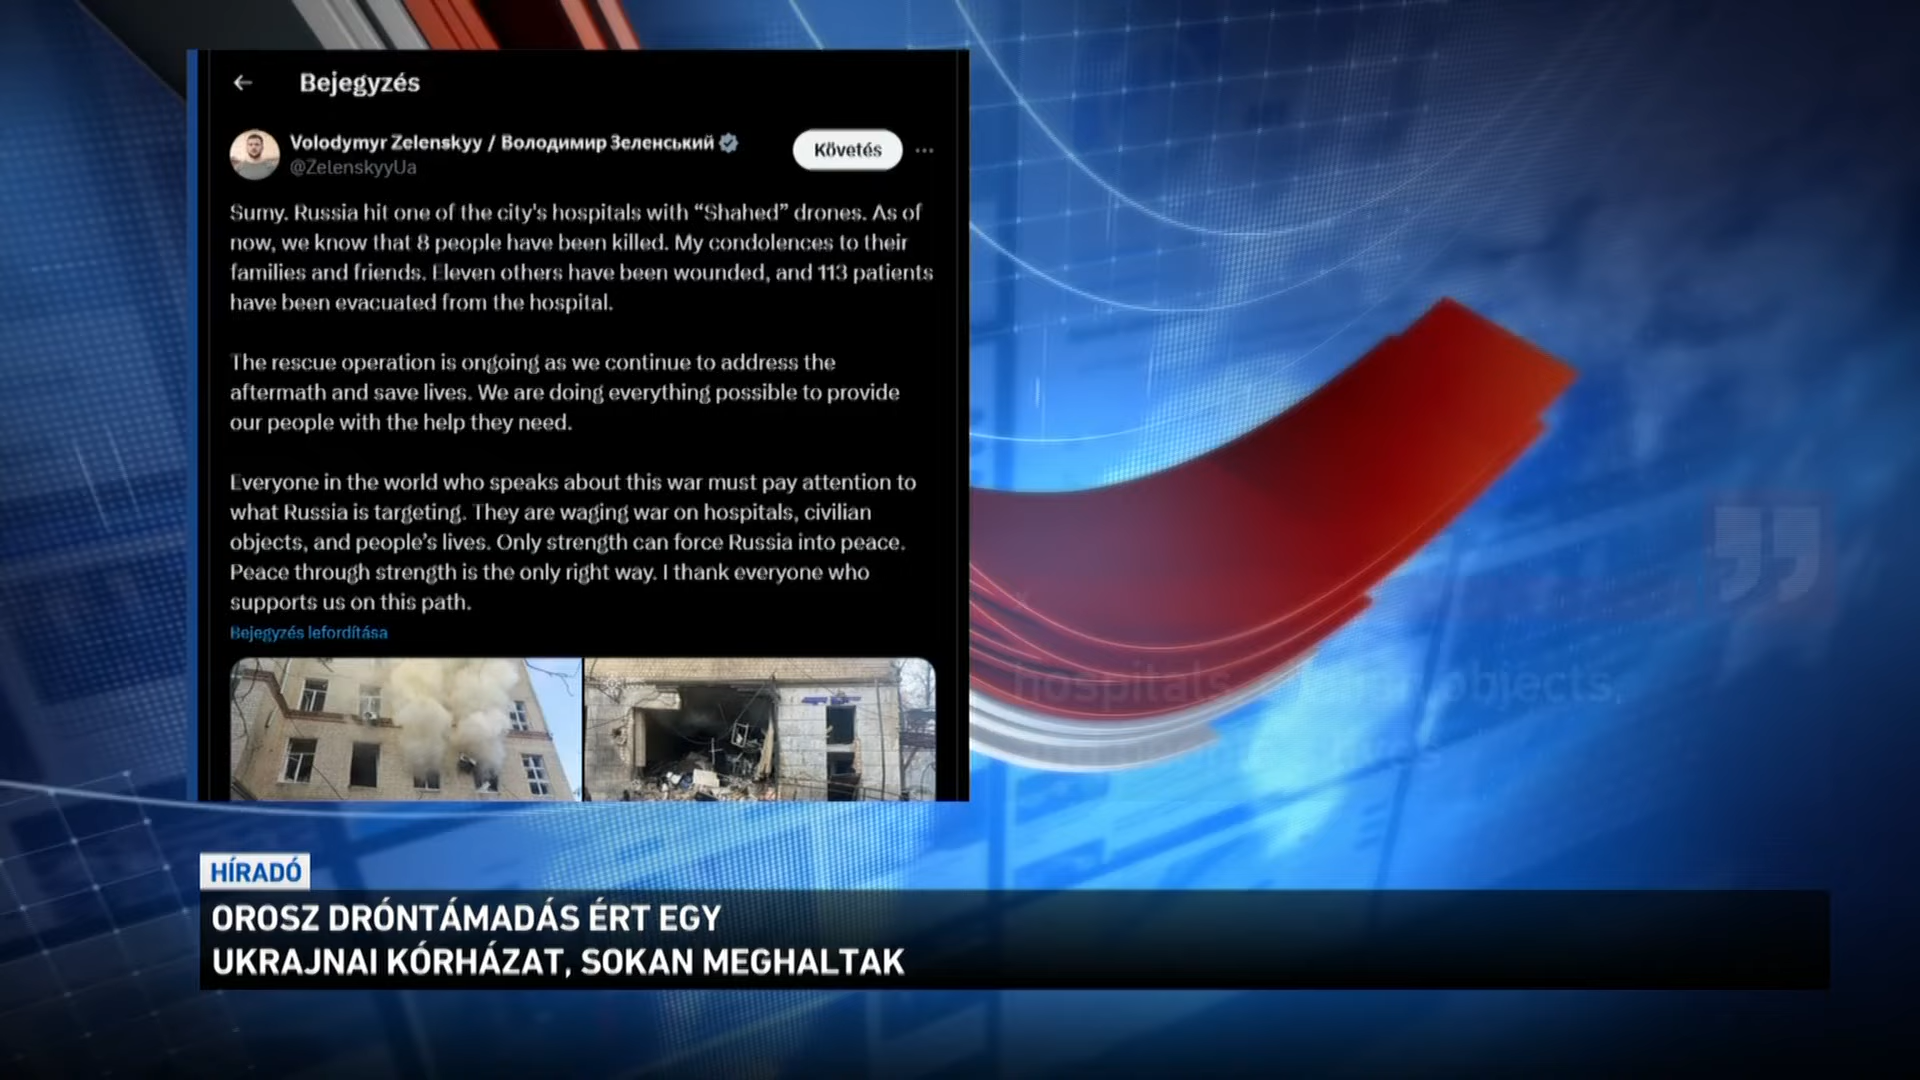 Bejegyzés
Volodymyr Zelenskyy / Володимир Зеленський
@ZelenskyyUa
Követés
Sumy. Russia hit one of the city's hospitals with “Shahed” drones. As of
now, we know that 8 people have been killed. My condolences to their
families and friends. Eleven others have been wounded, and 113 patients
have been evacuated from the hospital.
The rescue operation is ongoing as we continue to address the
aftermath and save lives. We are doing everything possible to provide
our people with the help they need.
Everyone in the world who speaks about this war must pay attention to
what Russia is targeting. They are waging war on hospitals, civilian
objects, and people’s lives. Only strength can force Russia into peace.
Peace through strength is the only right way. I thank everyone who
supports us on this path.
Bejegyzés lefordítása
hospitals objects,
HÍRADÓ
OROSZ DRÓNTÁMADÁS ÉRT EGY
UKRAJNAI KÓRHÁZAT, SOKAN MEGHALTAK